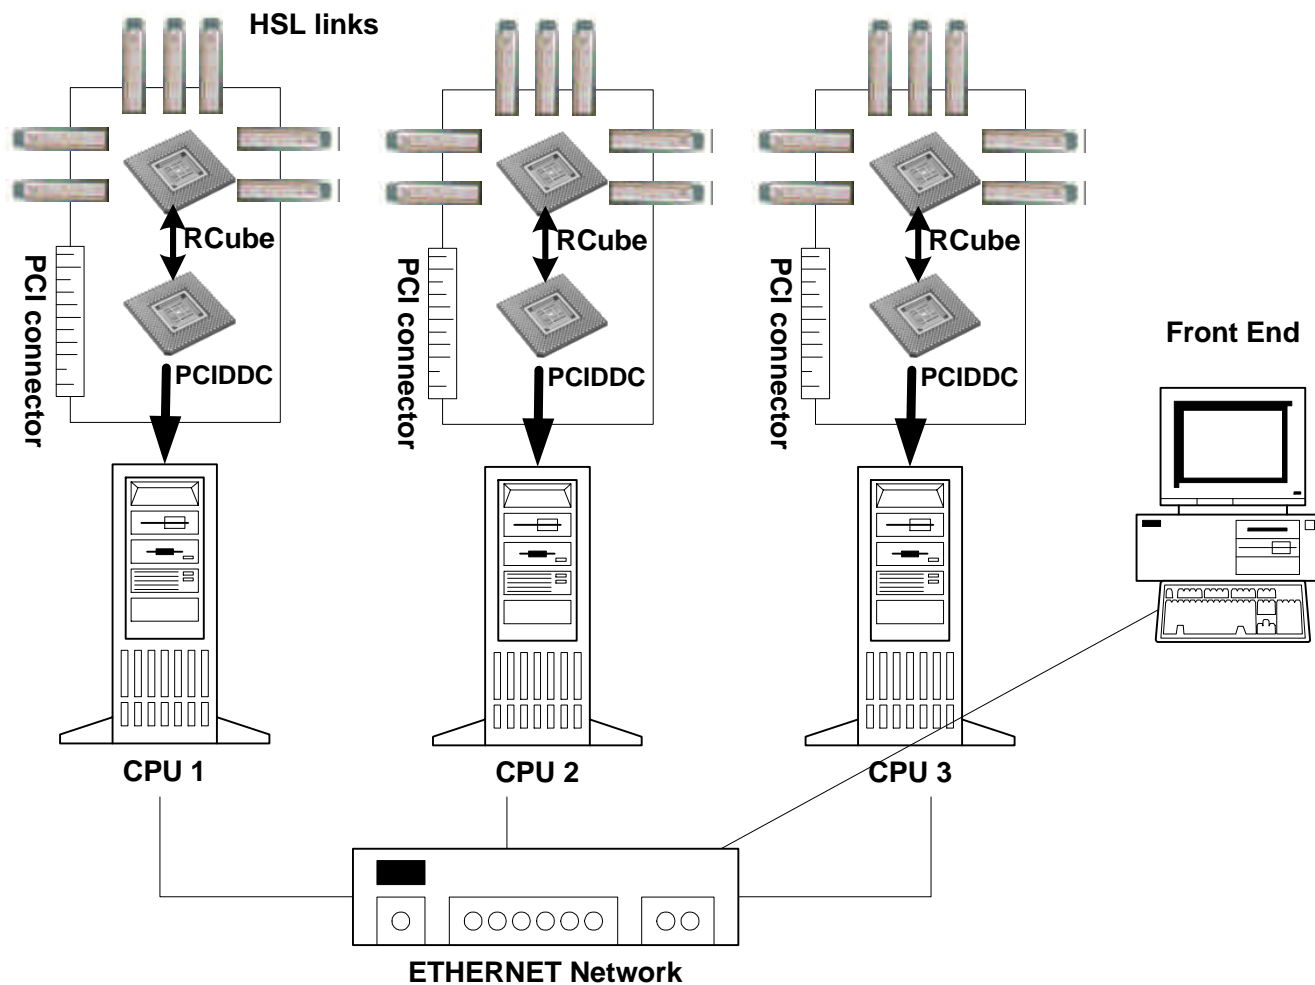 HSL links
RCube
RCube
RCube
PCI connector
PCI connector
PCI connector
PCIDDC
PCIDDC
PCIDDC
Front End
CPU 1
CPU 2
CPU 3
ETHERNET Network